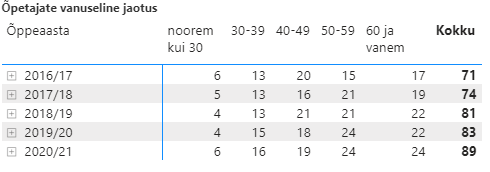 Õpetajate vanuseline jaotus
Õppeaasta noorem kui 30 30-39 40-49 50-59 60 ja vanem Kokku
2016/17 6 13 20 15 17 71
2017/18 5 13 16 21 19 74
2018/19 4 13 21 21 22 81
2019/20 4 15 18 24 22 83
2020/21 6 16 19 24 24 89